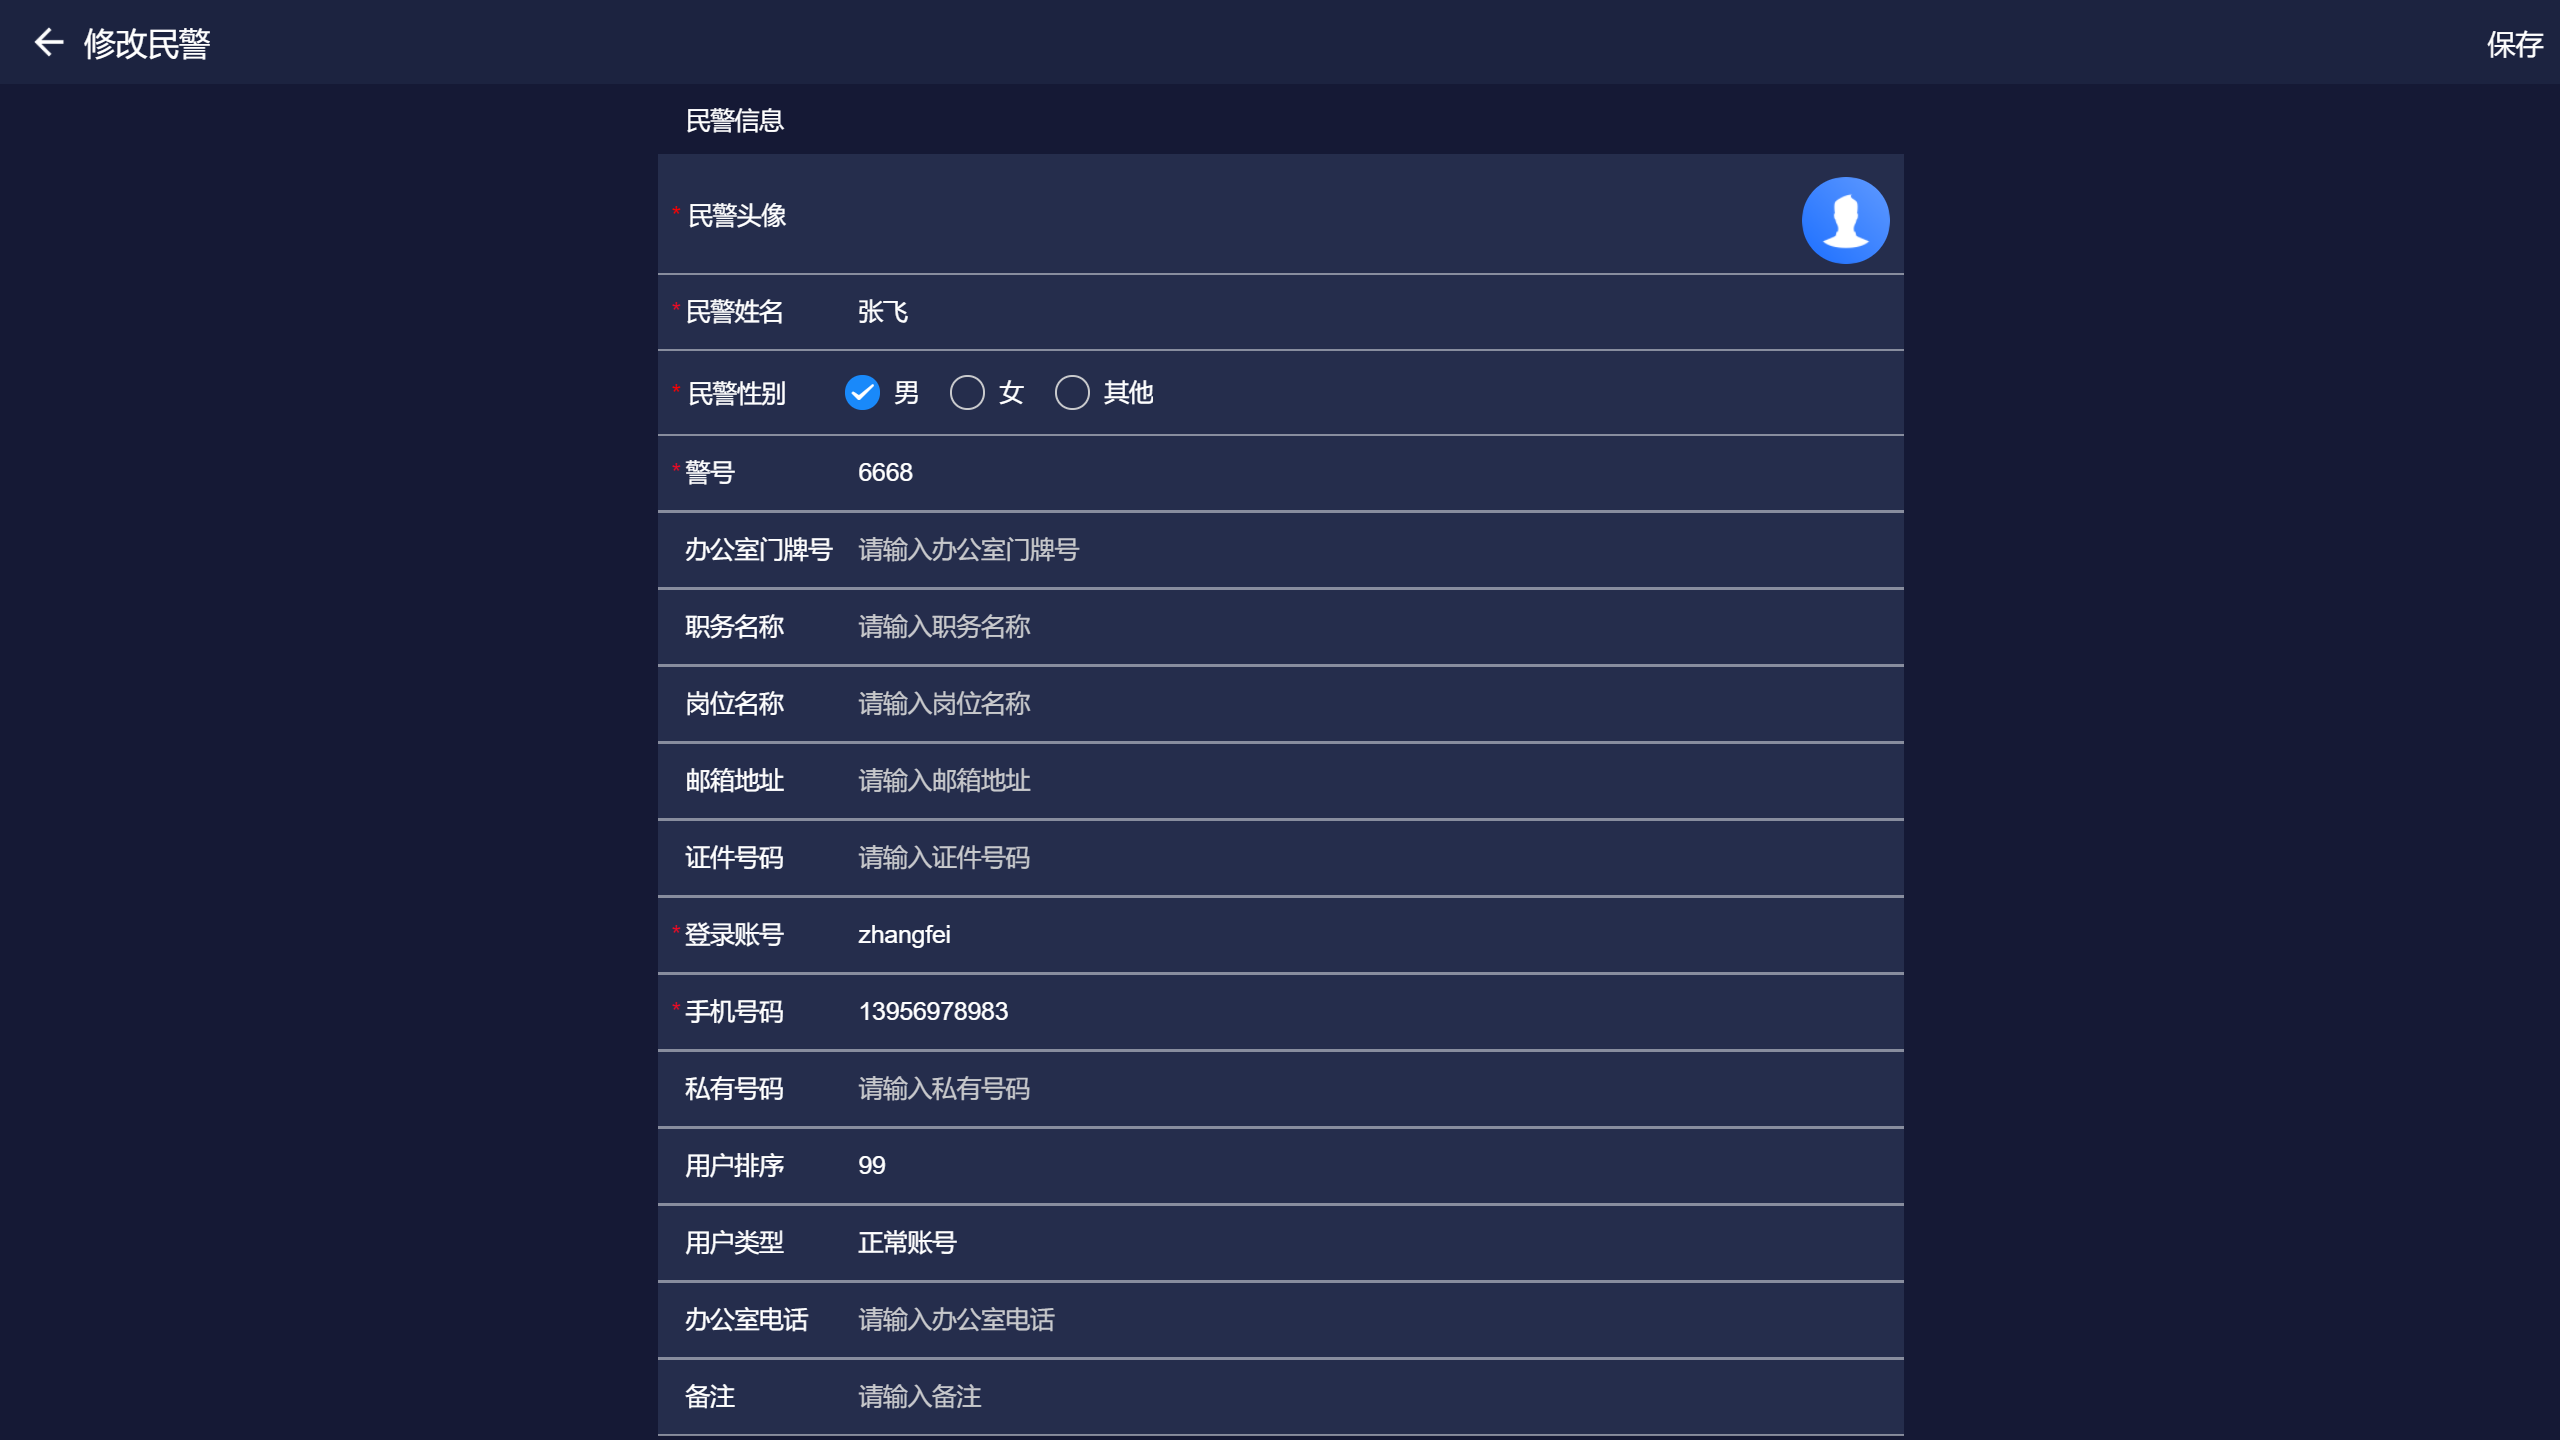 修改民警 保存
民警信息
* 民警头像
* 民警姓名 张飞
* 民警性别 男 女 其他
* 警号 6668
办公室门牌号 请输入办公室门牌号
职务名称 请输入职务名称
岗位名称 请输入岗位名称
邮箱地址 请输入邮箱地址
证件号码 请输入证件号码
* 登录账号 zhangfei
* 手机号码 13956978983
私有号码 请输入私有号码
用户排序 99
用户类型 正常账号
办公室电话 请输入办公室电话
备注 请输入备注